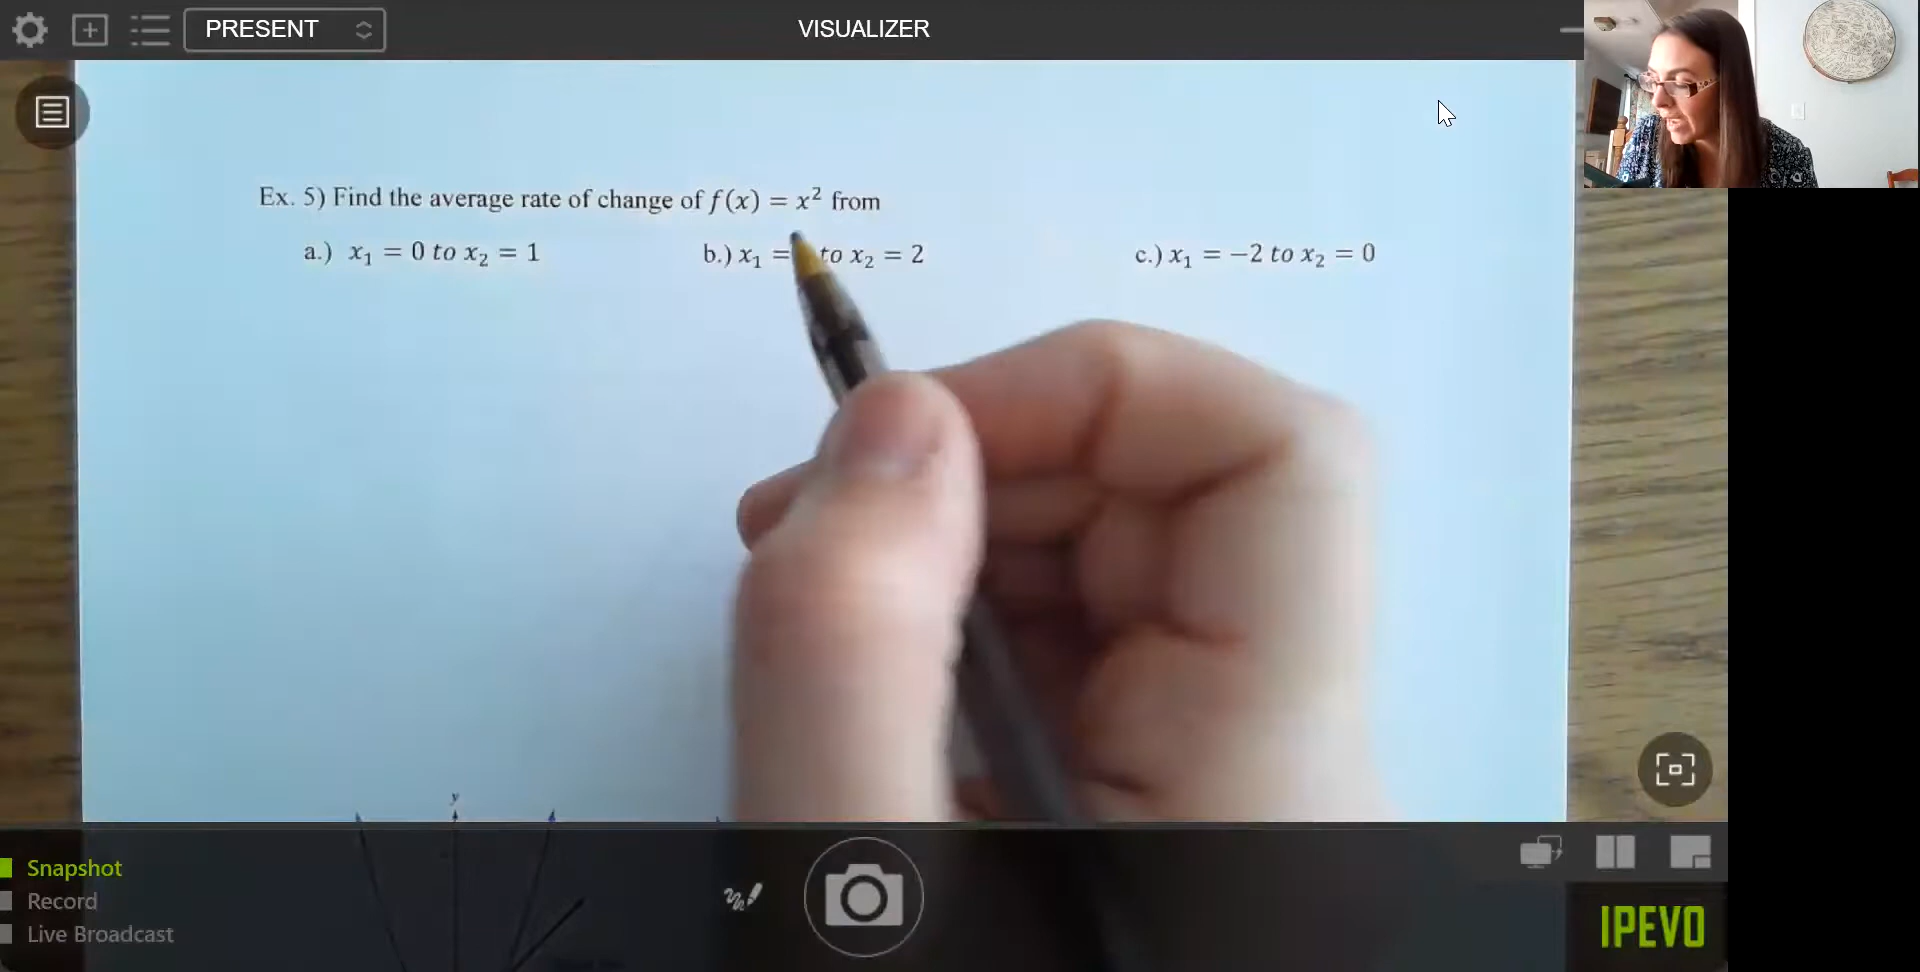 PRESENT
VISUALIZER
Ex. 5) Find the average rate of change of f(x) = x² from
a.) x₁ = 0 to x₂ = 1
b.) x₁ = to x₂ = 2
c.) x₁ = −2 to x₂ = 0
y
Snapshot
Record
Live Broadcast
IPEVO